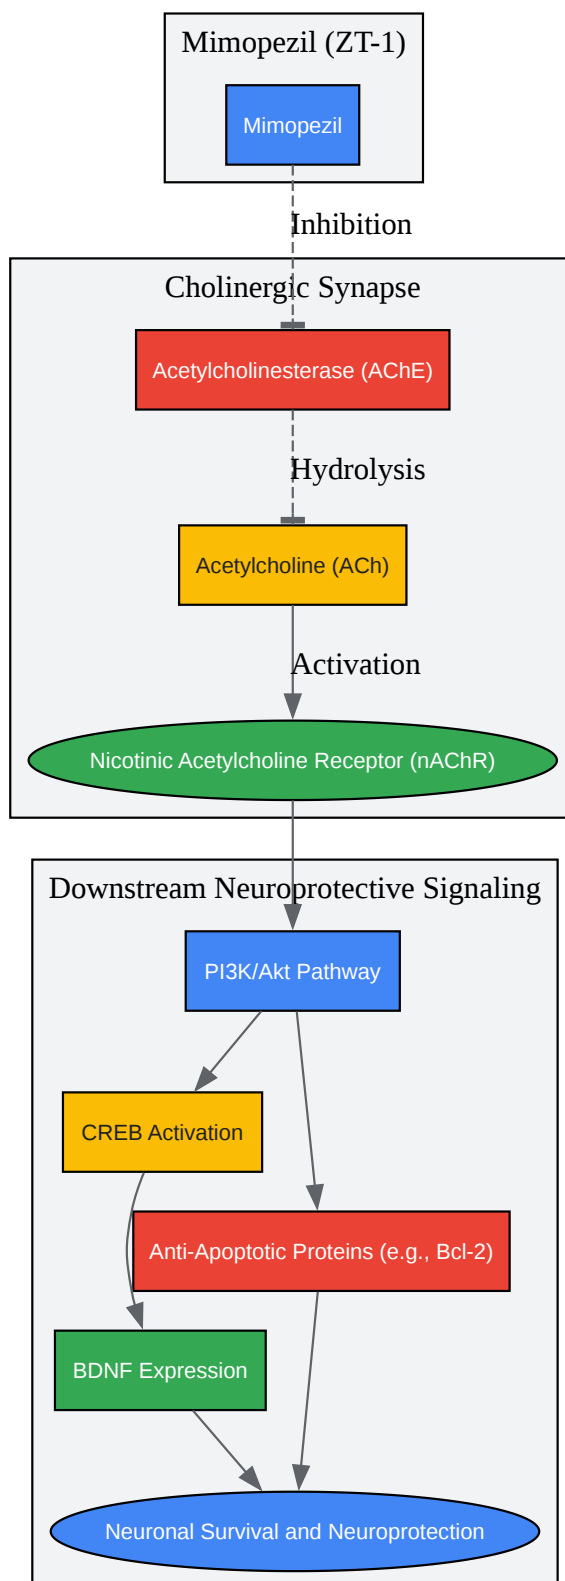 Mimopezil (ZT-1)
Mimopezil
Inhibition
Cholinergic Synapse
Acetylcholinesterase (AChE)
Hydrolysis
Acetylcholine (ACh)
Activation
Nicotinic Acetylcholine Receptor (nAChR)
Downstream Neuroprotective Signaling
PI3K/Akt Pathway
CREB Activation
Anti-Apoptotic Proteins (e.g., Bcl-2)
BDNF Expression
Neuronal Survival and Neuroprotection